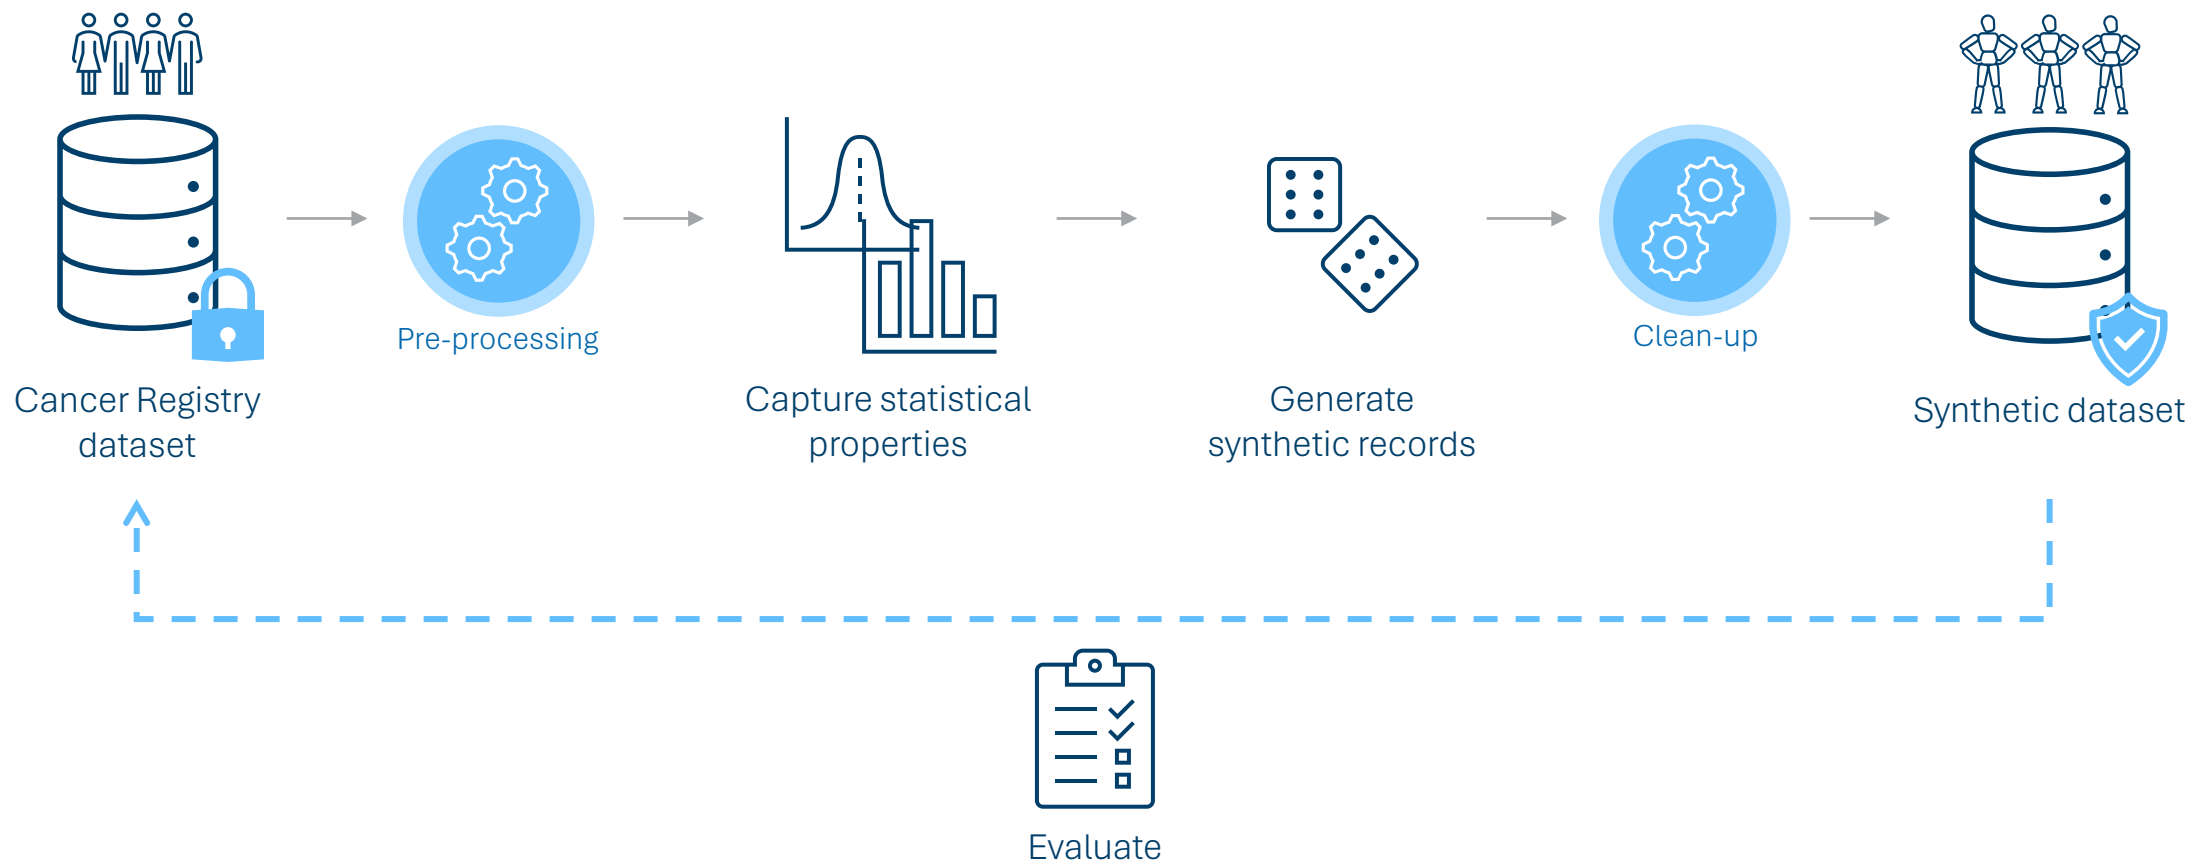 Pre-processing
Clean-up
Cancer Registry
dataset
Capture statistical
properties
Generate
synthetic records
Synthetic dataset
Evaluate